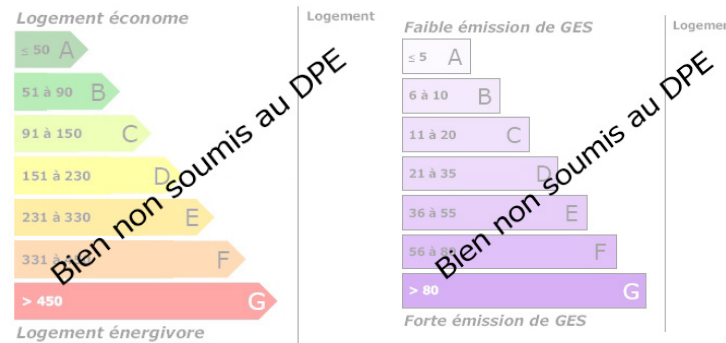 Logement économe
Logement
≤ 50 A
51 à 90 B
91 à 150 C
151 à 230 D
231 à 330 E
331 à F
> 450 G
Logement énergivore
Bien non soumis au DPE
Faible émission de GES
Logemen
≤ 5 A
6 à 10 B
11 à 20 C
21 à 35 D
36 à 55 E
56 à 80 F
> 80 G
Forte émission de GES
Bien non soumis au DPE